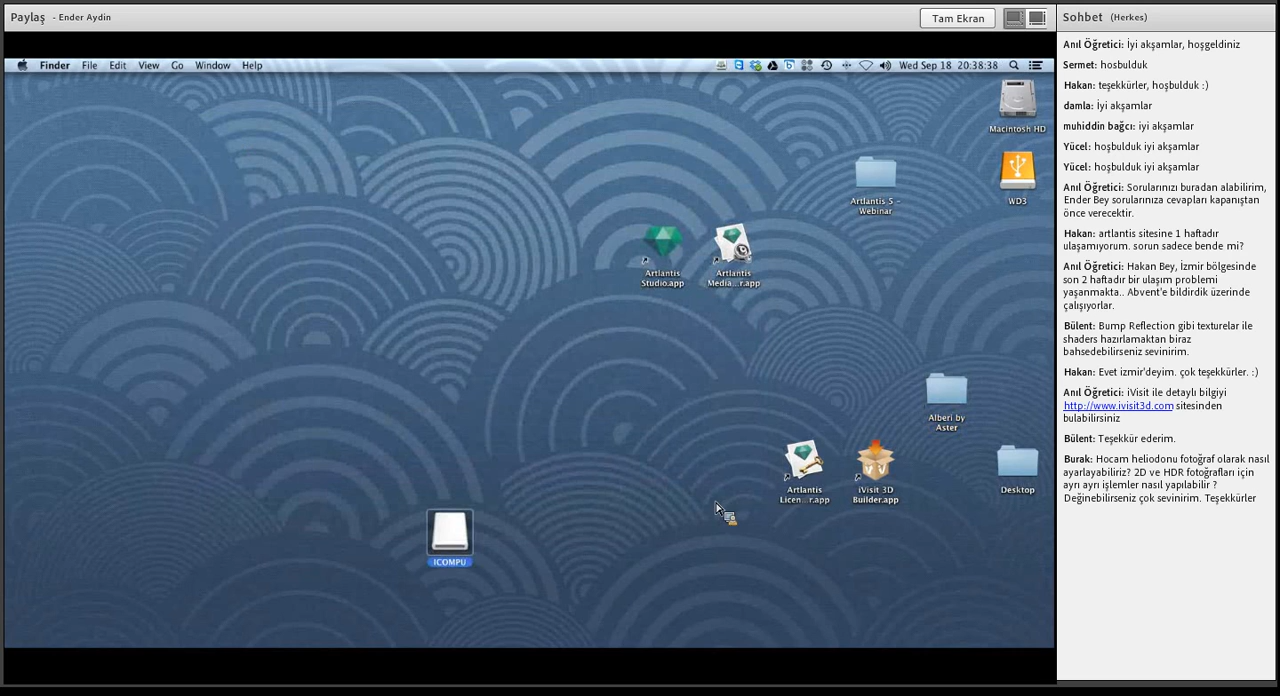 Paylaş - Ender Aydin
Tam Ekran
Finder File Edit View Go Window Help
Wed Sep 18 20:38:38
Macintosh HD
WD3
Artlantis 5 -
Webinar
Artlantis
Studio.app
Artlantis
Media...r.app
Alberi by
Aster
Artlantis
Licen...r.app
iVisit 3D
Builder.app
Desktop
ICOMPU
Sohbet (Herkes)
Anıl Öğretici: İyi akşamlar, hoşgeldiniz
Sermet: hosbulduk
Hakan: teşekkürler, hoşbulduk :)
damla: İyi akşamlar
muhiddin bağcı: iyi akşamlar
Yücel: hoşbulduk iyi akşamlar
Yücel: hoşbulduk iyi akşamlar
Anıl Öğretici: Sorularınızı buradan alabilirim,
Ender Bey sorularınıza cevapları kapanıştan
önce verecektir.
Hakan: artlantis sitesine 1 haftadır
ulaşamıyorum. sorun sadece bende mi?
Anıl Öğretici: Hakan Bey, İzmir bölgesinde
son 2 haftadır bir ulaşım problemi
yaşanmakta.. Abvent'e bildirdik üzerinde
çalışıyorlar.
Bülent: Bump Reflection gibi texturelar ile
shaders hazırlamaktan biraz
bahsedebilirseniz sevinirim.
Hakan: Evet izmir'deyim. çok teşekkürler. :)
Anıl Öğretici: iVisit ile detaylı bilgiyi
http://www.ivisit3d.com sitesinden
bulabilirsiniz
Bülent: Teşekkür ederim.
Burak: Hocam heliodonu fotoğraf olarak nasıl
ayarlayabiliriz? 2D ve HDR fotoğrafları için
ayrı ayrı işlemler nasıl yapılabilir ?
Değinebilirseniz çok sevinirim. Teşekkürler